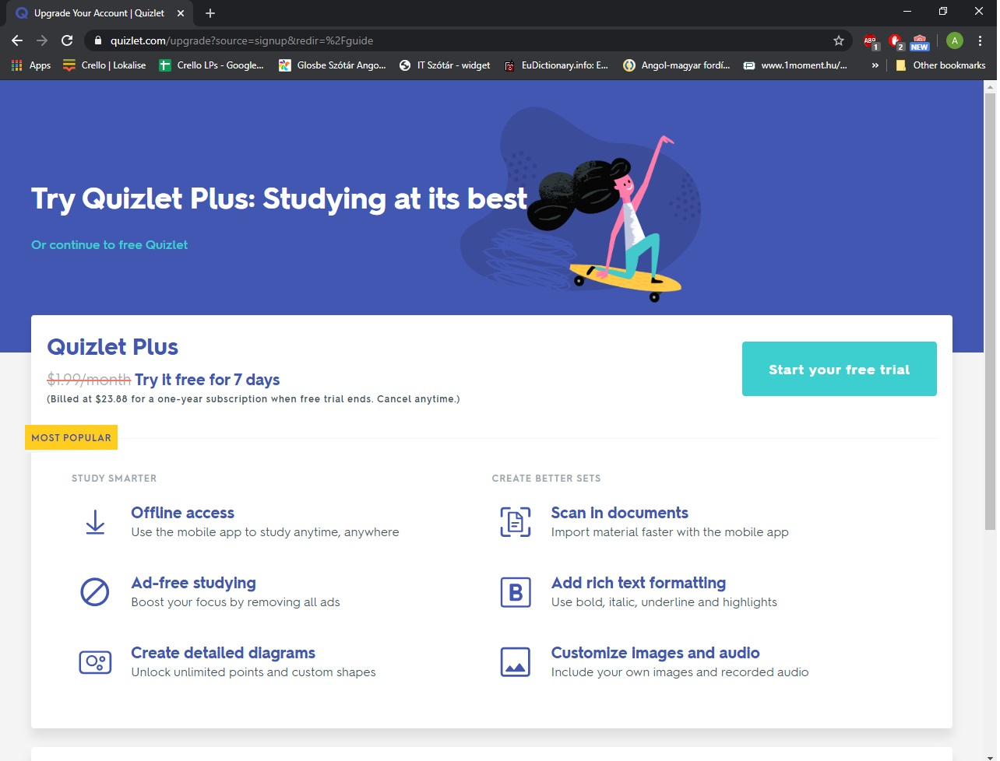 Upgrade Your Account | Quizlet
quizlet.com/upgrade?source=signup&redir=%2Fguide
ABP 1 2 NEW A
Apps Crello | Lokalise Crello LPs - Google... Glosbe Szótár Ango... IT Szótár - widget EuDictionary.info: E... Angol-magyar fordí... www.1moment.hu/... » Other bookmarks
Try Quizlet Plus: Studying at its best
Or continue to free Quizlet
Quizlet Plus
$1.99/month Try it free for 7 days
(Billed at $23.88 for a one-year subscription when free trial ends. Cancel anytime.)
Start your free trial
MOST POPULAR
STUDY SMARTER
Offline access
Use the mobile app to study anytime, anywhere
Ad-free studying
Boost your focus by removing all ads
Create detailed diagrams
Unlock unlimited points and custom shapes
CREATE BETTER SETS
Scan in documents
Import material faster with the mobile app
B
Add rich text formatting
Use bold, italic, underline and highlights
Customize images and audio
Include your own images and recorded audio